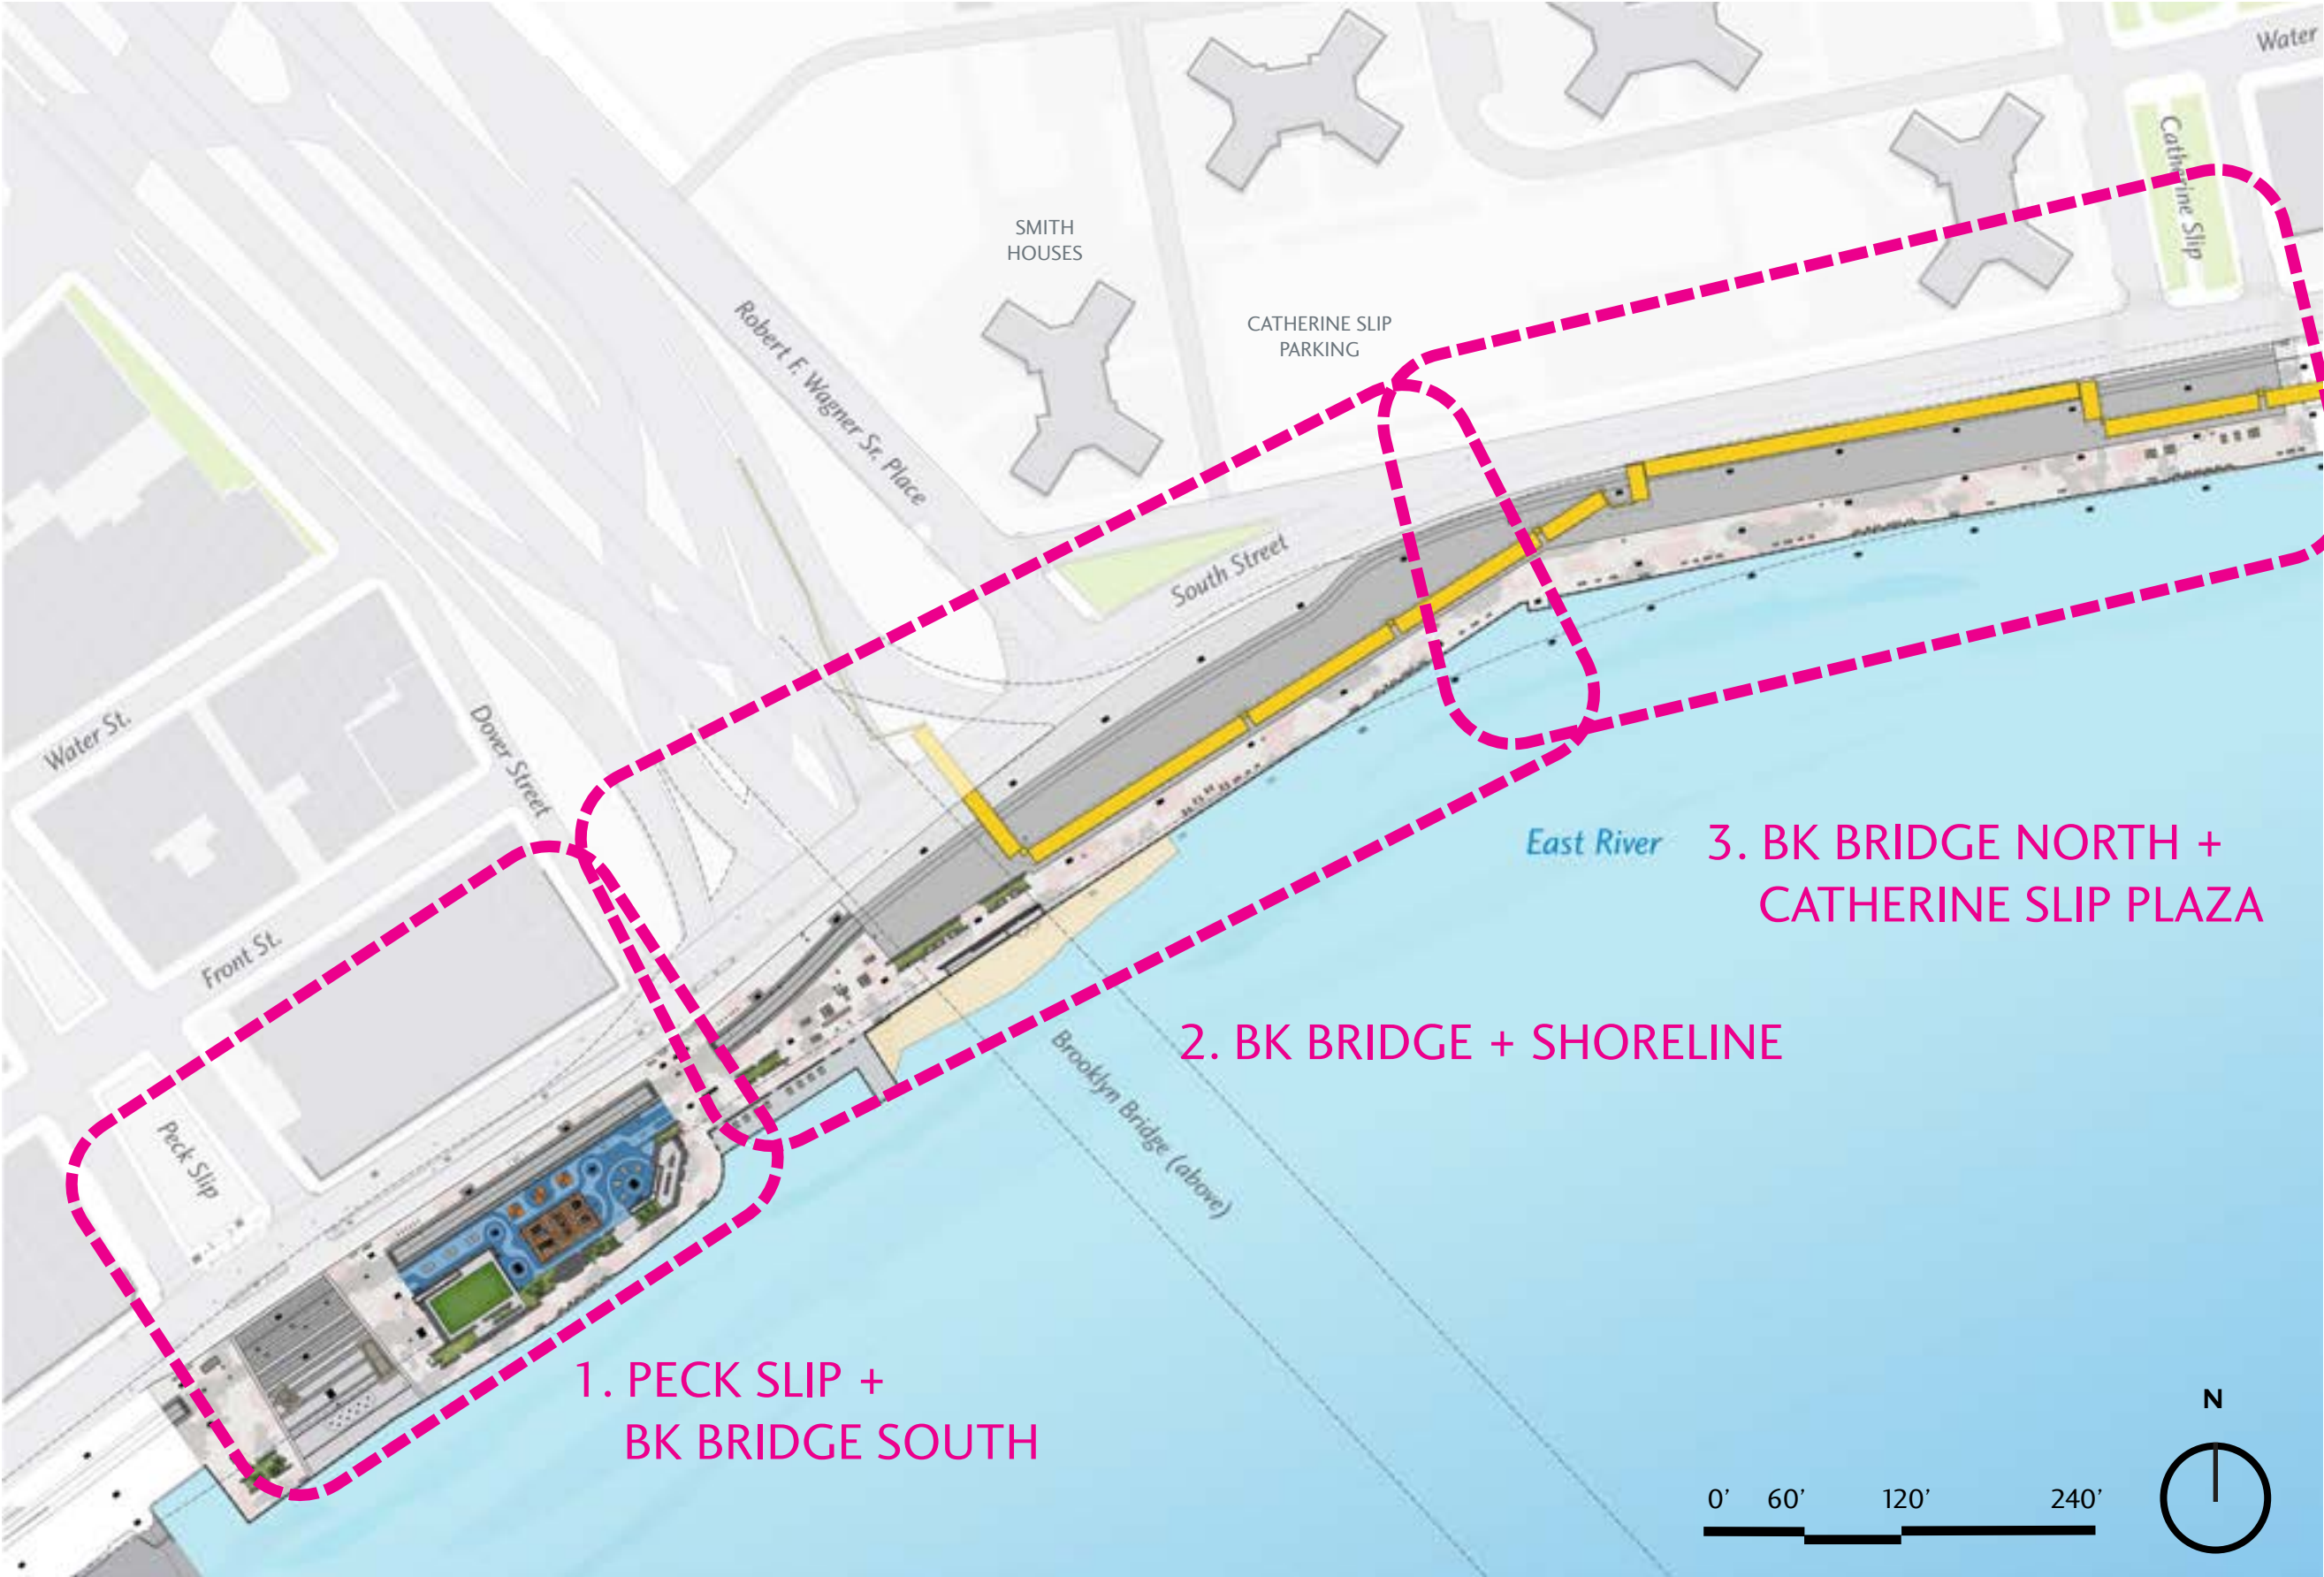 Water
Catherine Slip
SMITH
HOUSES
Robert F. Wagner Sr. Place
CATHERINE SLIP
PARKING
South Street
Water St.
Dover Street
Front St.
Peck Slip
East River
3. BK BRIDGE NORTH +
CATHERINE SLIP PLAZA
2. BK BRIDGE + SHORELINE
Brooklyn Bridge (above)
1. PECK SLIP +
BK BRIDGE SOUTH
N
0' 60' 120' 240'